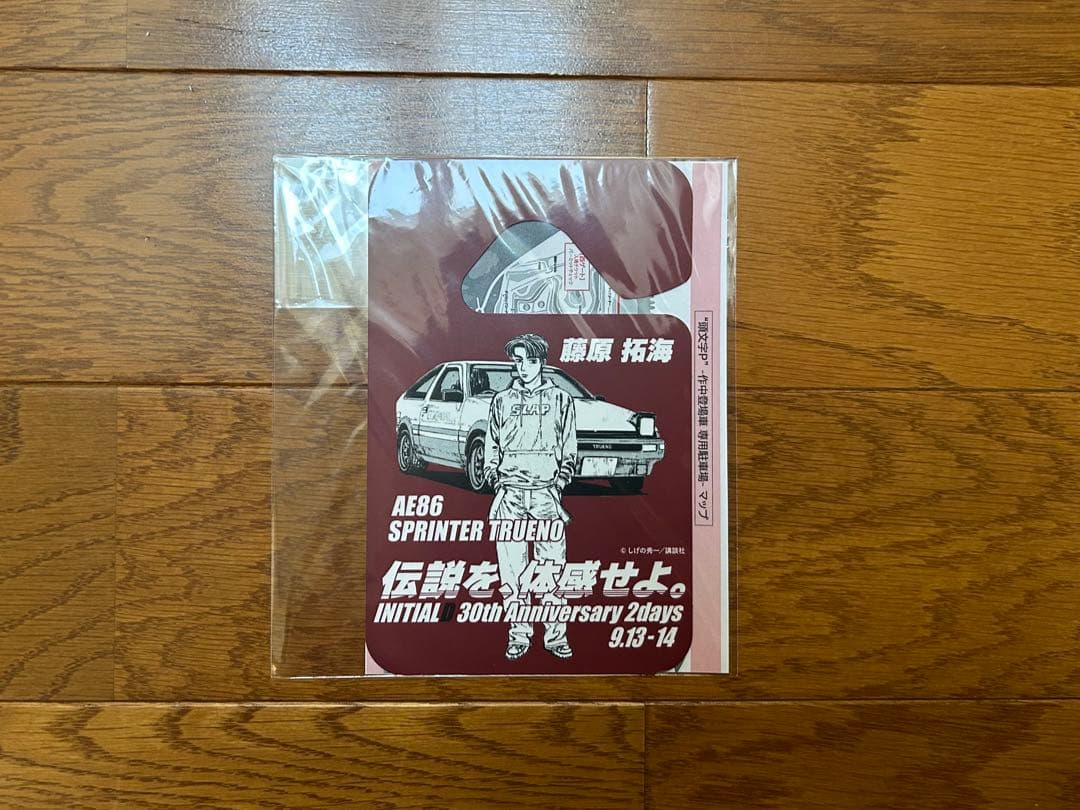 藤原 拓海
SLAP
TRUENO
AE86
SPRINTER TRUENO
© しげの秀一／講談社
伝説を、体感せよ。
INITIAL D 30th Anniversary 2days
9.13-14
"頭文字P" -作中登場車 専用駐車場- マップ